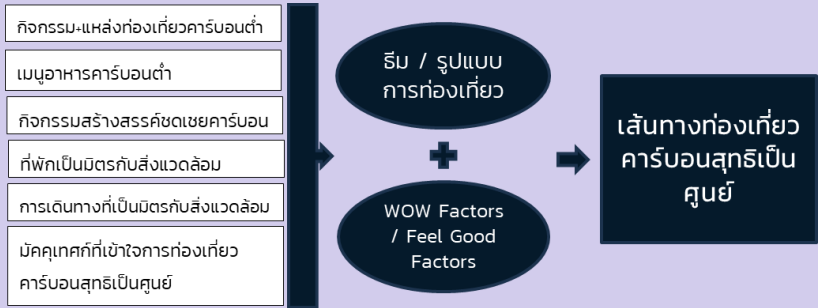 กิจกรรม+แหล่งท่องเที่ยวคาร์บอนต่ำ
เมนูอาหารคาร์บอนต่ำ
กิจกรรมสร้างสรรค์ชดเชยคาร์บอน
ที่พักเป็นมิตรกับสิ่งแวดล้อม
การเดินทางที่เป็นมิตรกับสิ่งแวดล้อม
มัคคุเทศก์ที่เข้าใจการท่องเที่ยว
คาร์บอนสุทธิเป็นศูนย์
ธีม / รูปแบบ
การท่องเที่ยว
WOW Factors
/ Feel Good
Factors
เส้นทางท่องเที่ยว
คาร์บอนสุทธิเป็น
ศูนย์